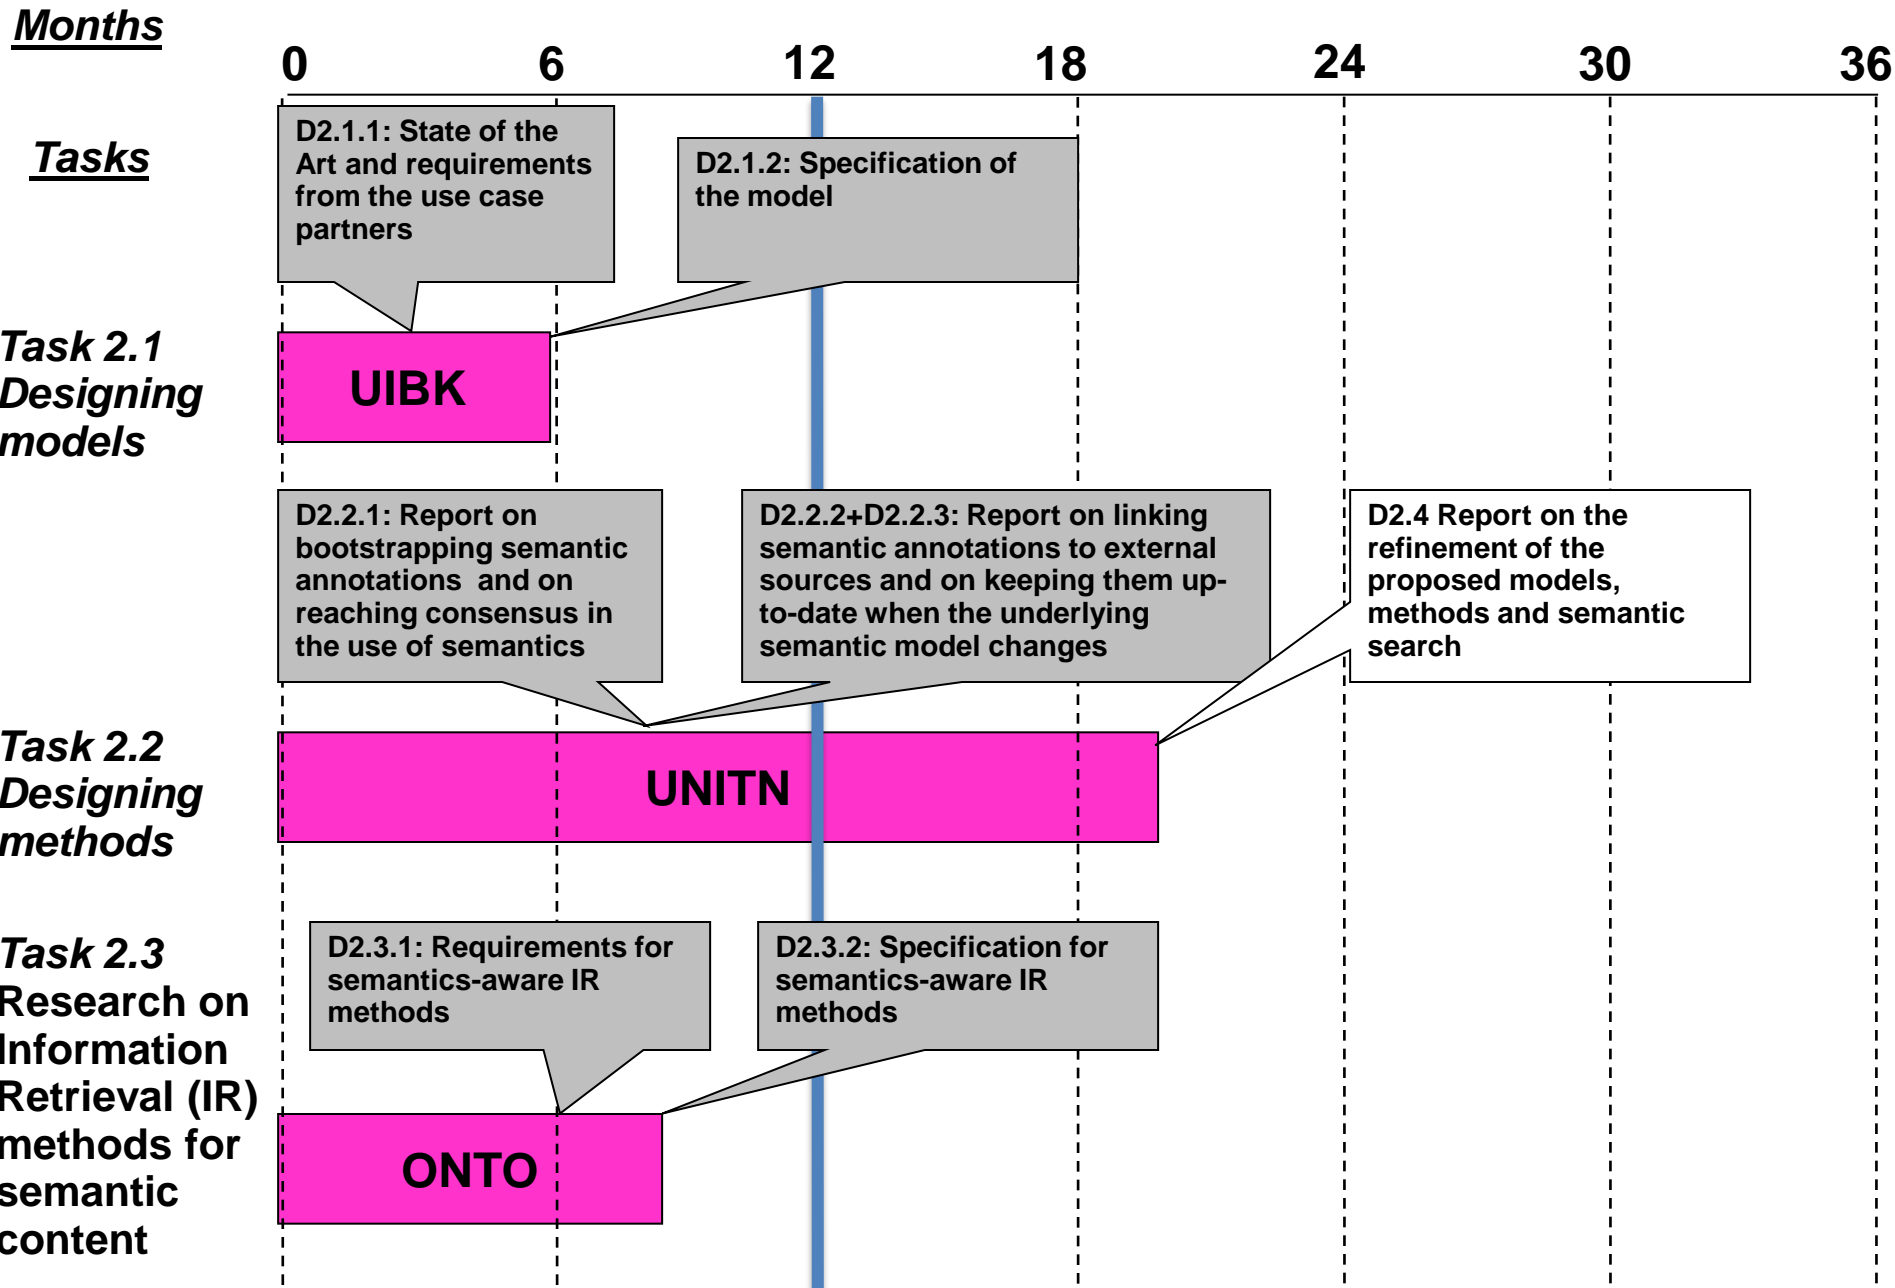 Months
0 6 12 18 24 30 36
Tasks
D2.1.1: State of the
Art and requirements
from the use case
partners
D2.1.2: Specification of
the model
Task 2.1
Designing
models
UIBK
D2.2.1: Report on
bootstrapping semantic
annotations and on
reaching consensus in
the use of semantics
D2.2.2+D2.2.3: Report on linking
semantic annotations to external
sources and on keeping them up-
to-date when the underlying
semantic model changes
D2.4 Report on the
refinement of the
proposed models,
methods and semantic
search
Task 2.2
Designing
methods
UNITN
Task 2.3
Research on
Information
Retrieval (IR)
methods for
semantic
content
D2.3.1: Requirements for
semantics-aware IR
methods
D2.3.2: Specification for
semantics-aware IR
methods
ONTO